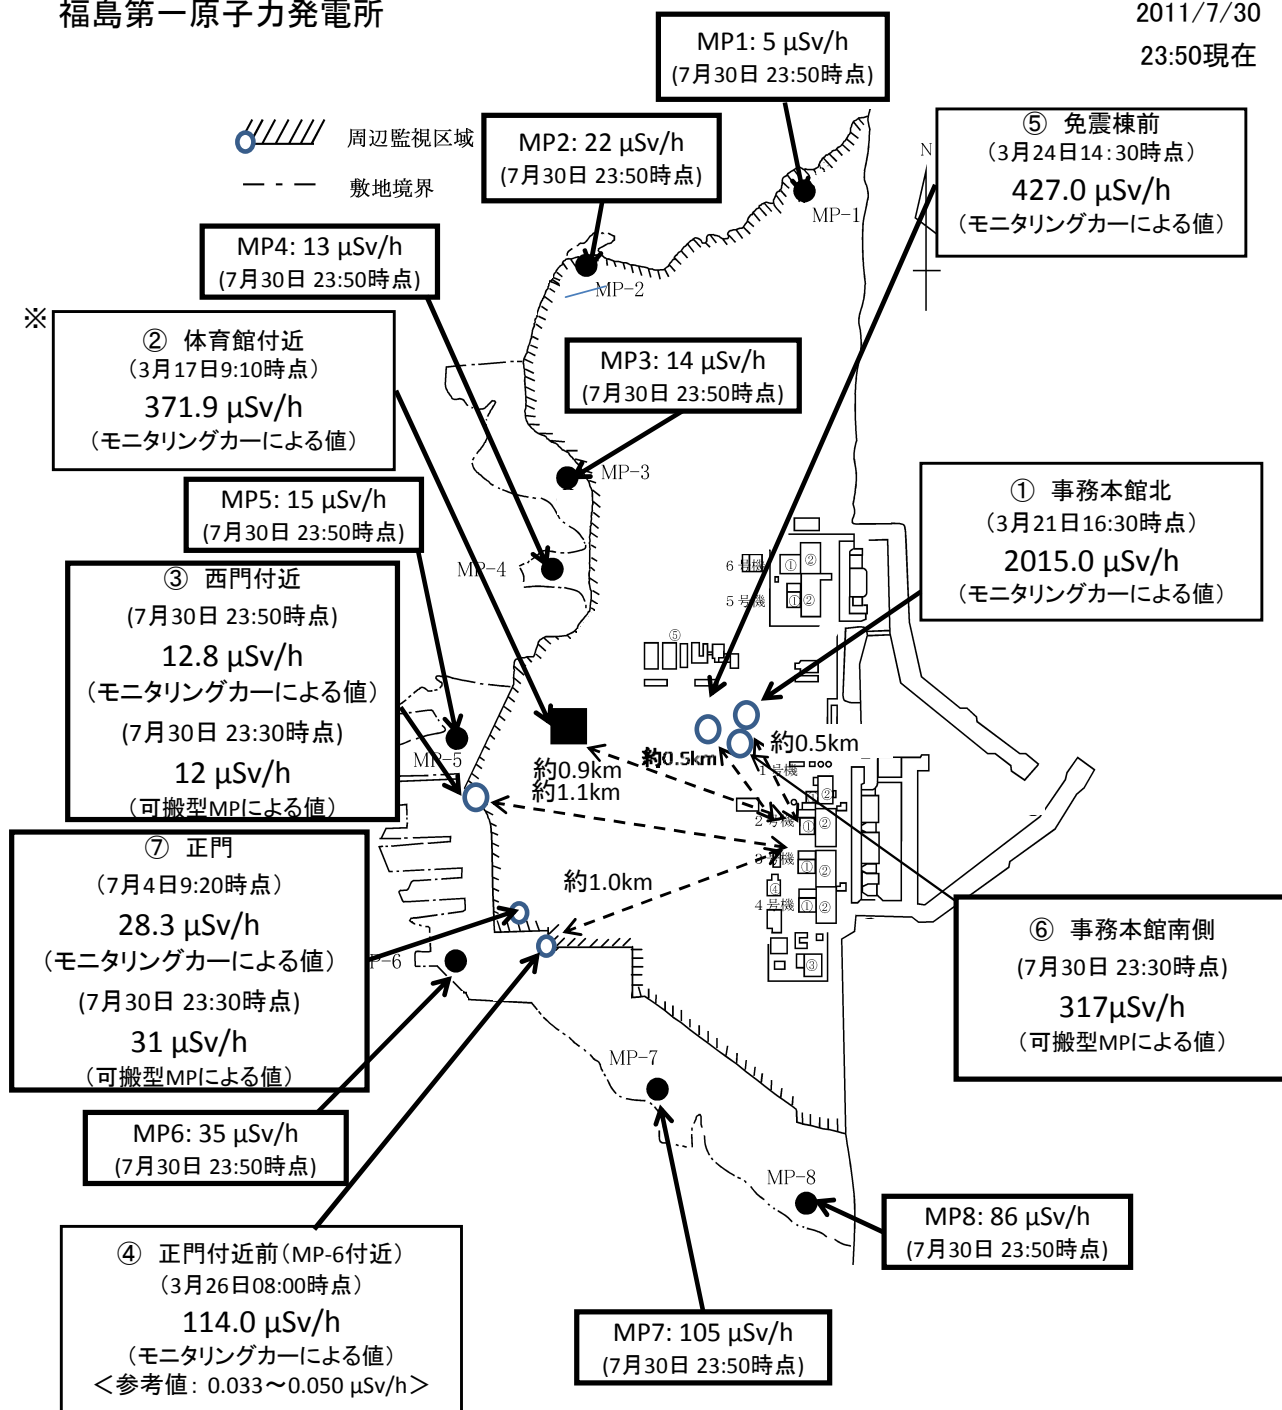 福島第一原子力発電所
2011/7/30
23:50現在
周辺監視区域
敷地境界
MP1: 5 μSv/h
(7月30日 23:50時点)
MP2: 22 μSv/h
(7月30日 23:50時点)
⑤ 免震棟前
(3月24日14:30時点)
427.0 μSv/h
(モニタリングカーによる値)
N
MP-1
MP4: 13 μSv/h
(7月30日 23:50時点)
MP-2
※
② 体育館付近
(3月17日9:10時点)
371.9 μSv/h
(モニタリングカーによる値)
MP3: 14 μSv/h
(7月30日 23:50時点)
MP-3
MP5: 15 μSv/h
(7月30日 23:50時点)
① 事務本館北
(3月21日16:30時点)
2015.0 μSv/h
(モニタリングカーによる値)
MP-4
③ 西門付近
(7月30日 23:50時点)
12.8 μSv/h
(モニタリングカーによる値)
(7月30日 23:30時点)
12 μSv/h
(可搬型MPによる値)
6号機
① ②
5号機
① ②
⑤
MP-5
約0.9km
約1.1km
約0.5km
約0.5km
1号機
②
2号機
① ②
3号機
① ②
④
4号機
① ②
③
約1.0km
⑦ 正門
(7月4日9:20時点)
28.3 μSv/h
(モニタリングカーによる値)
(7月30日 23:30時点)
31 μSv/h
(可搬型MPによる値)
P-6
⑥ 事務本館南側
(7月30日 23:30時点)
317μSv/h
(可搬型MPによる値)
MP-7
MP6: 35 μSv/h
(7月30日 23:50時点)
MP-8
MP8: 86 μSv/h
(7月30日 23:50時点)
④ 正門付近前(MP-6付近)
(3月26日08:00時点)
114.0 μSv/h
(モニタリングカーによる値)
<参考値: 0.033~0.050 μSv/h>
MP7: 105 μSv/h
(7月30日 23:50時点)